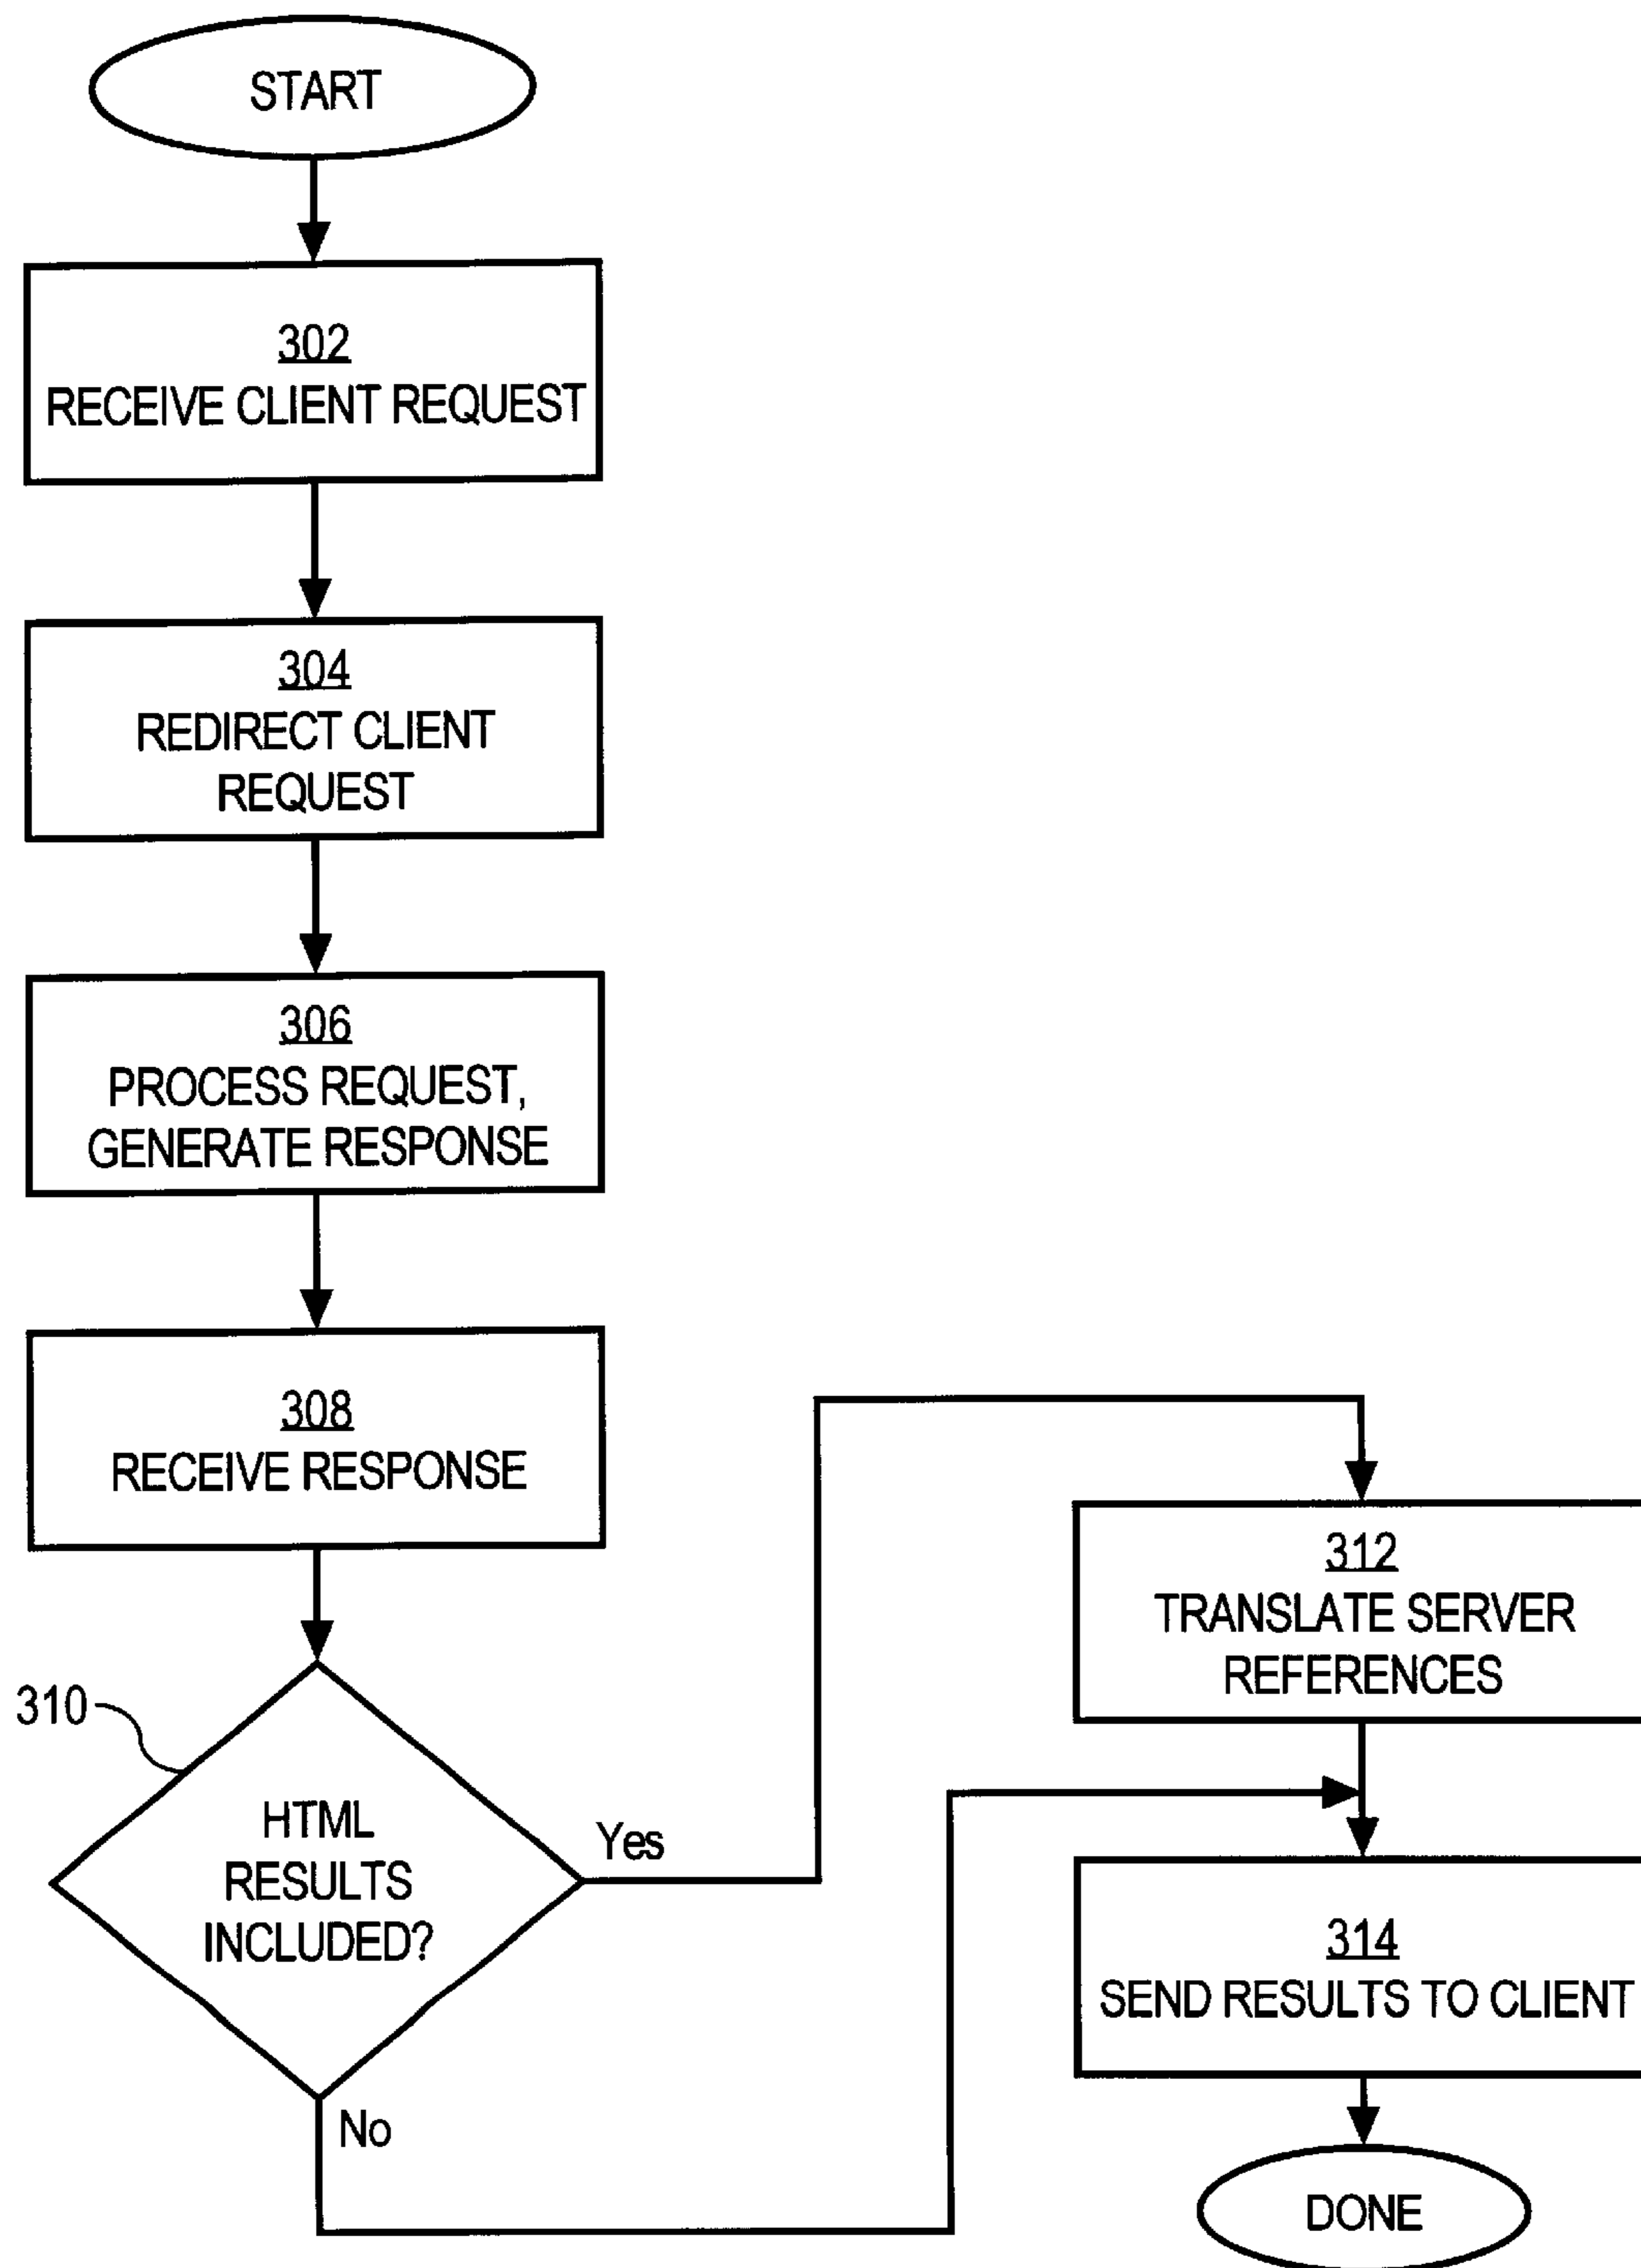 START
302
RECEIVE CLIENT REQUEST
304
REDIRECT CLIENT
REQUEST
306
PROCESS REQUEST,
GENERATE RESPONSE
308
RECEIVE RESPONSE
310
HTML
RESULTS
INCLUDED?
Yes
No
312
TRANSLATE SERVER
REFERENCES
314
SEND RESULTS TO CLIENT
DONE